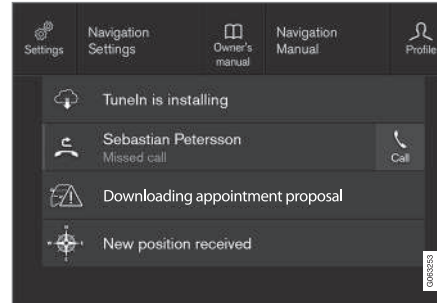 Settings
Navigation
Settings
Owner's
manual
Navigation
Manual
Profile
TuneIn is installing
Sebastian Petersson
Missed call
Call
Downloading appointment proposal
New position received
G063253